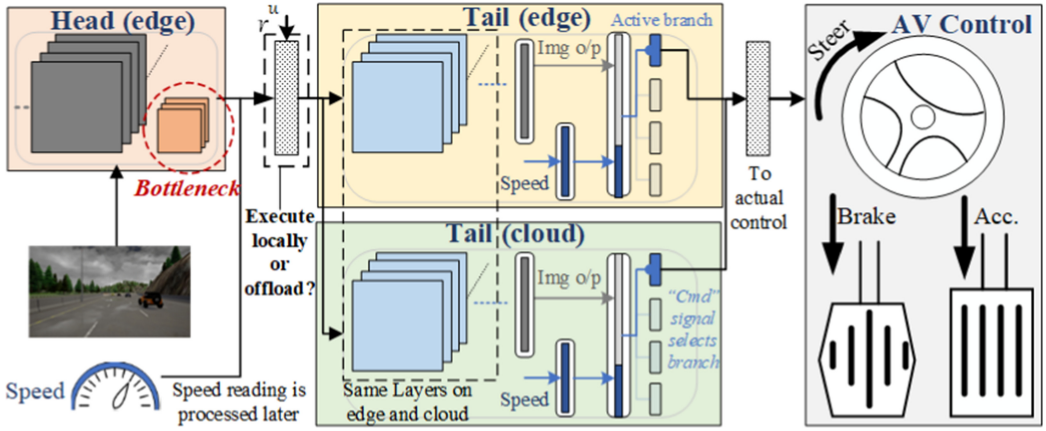 Head (edge)
Bottleneck
Speed
Speed reading is
processed later
u
r
Execute
locally
or
offload?
Tail (edge)
Active branch
Img o/p
Speed
Tail (cloud)
Img o/p
"Cmd"
signal
selects
branch
Speed
Same Layers on
edge and cloud
To
actual
control
AV Control
Steer
Brake
Acc.